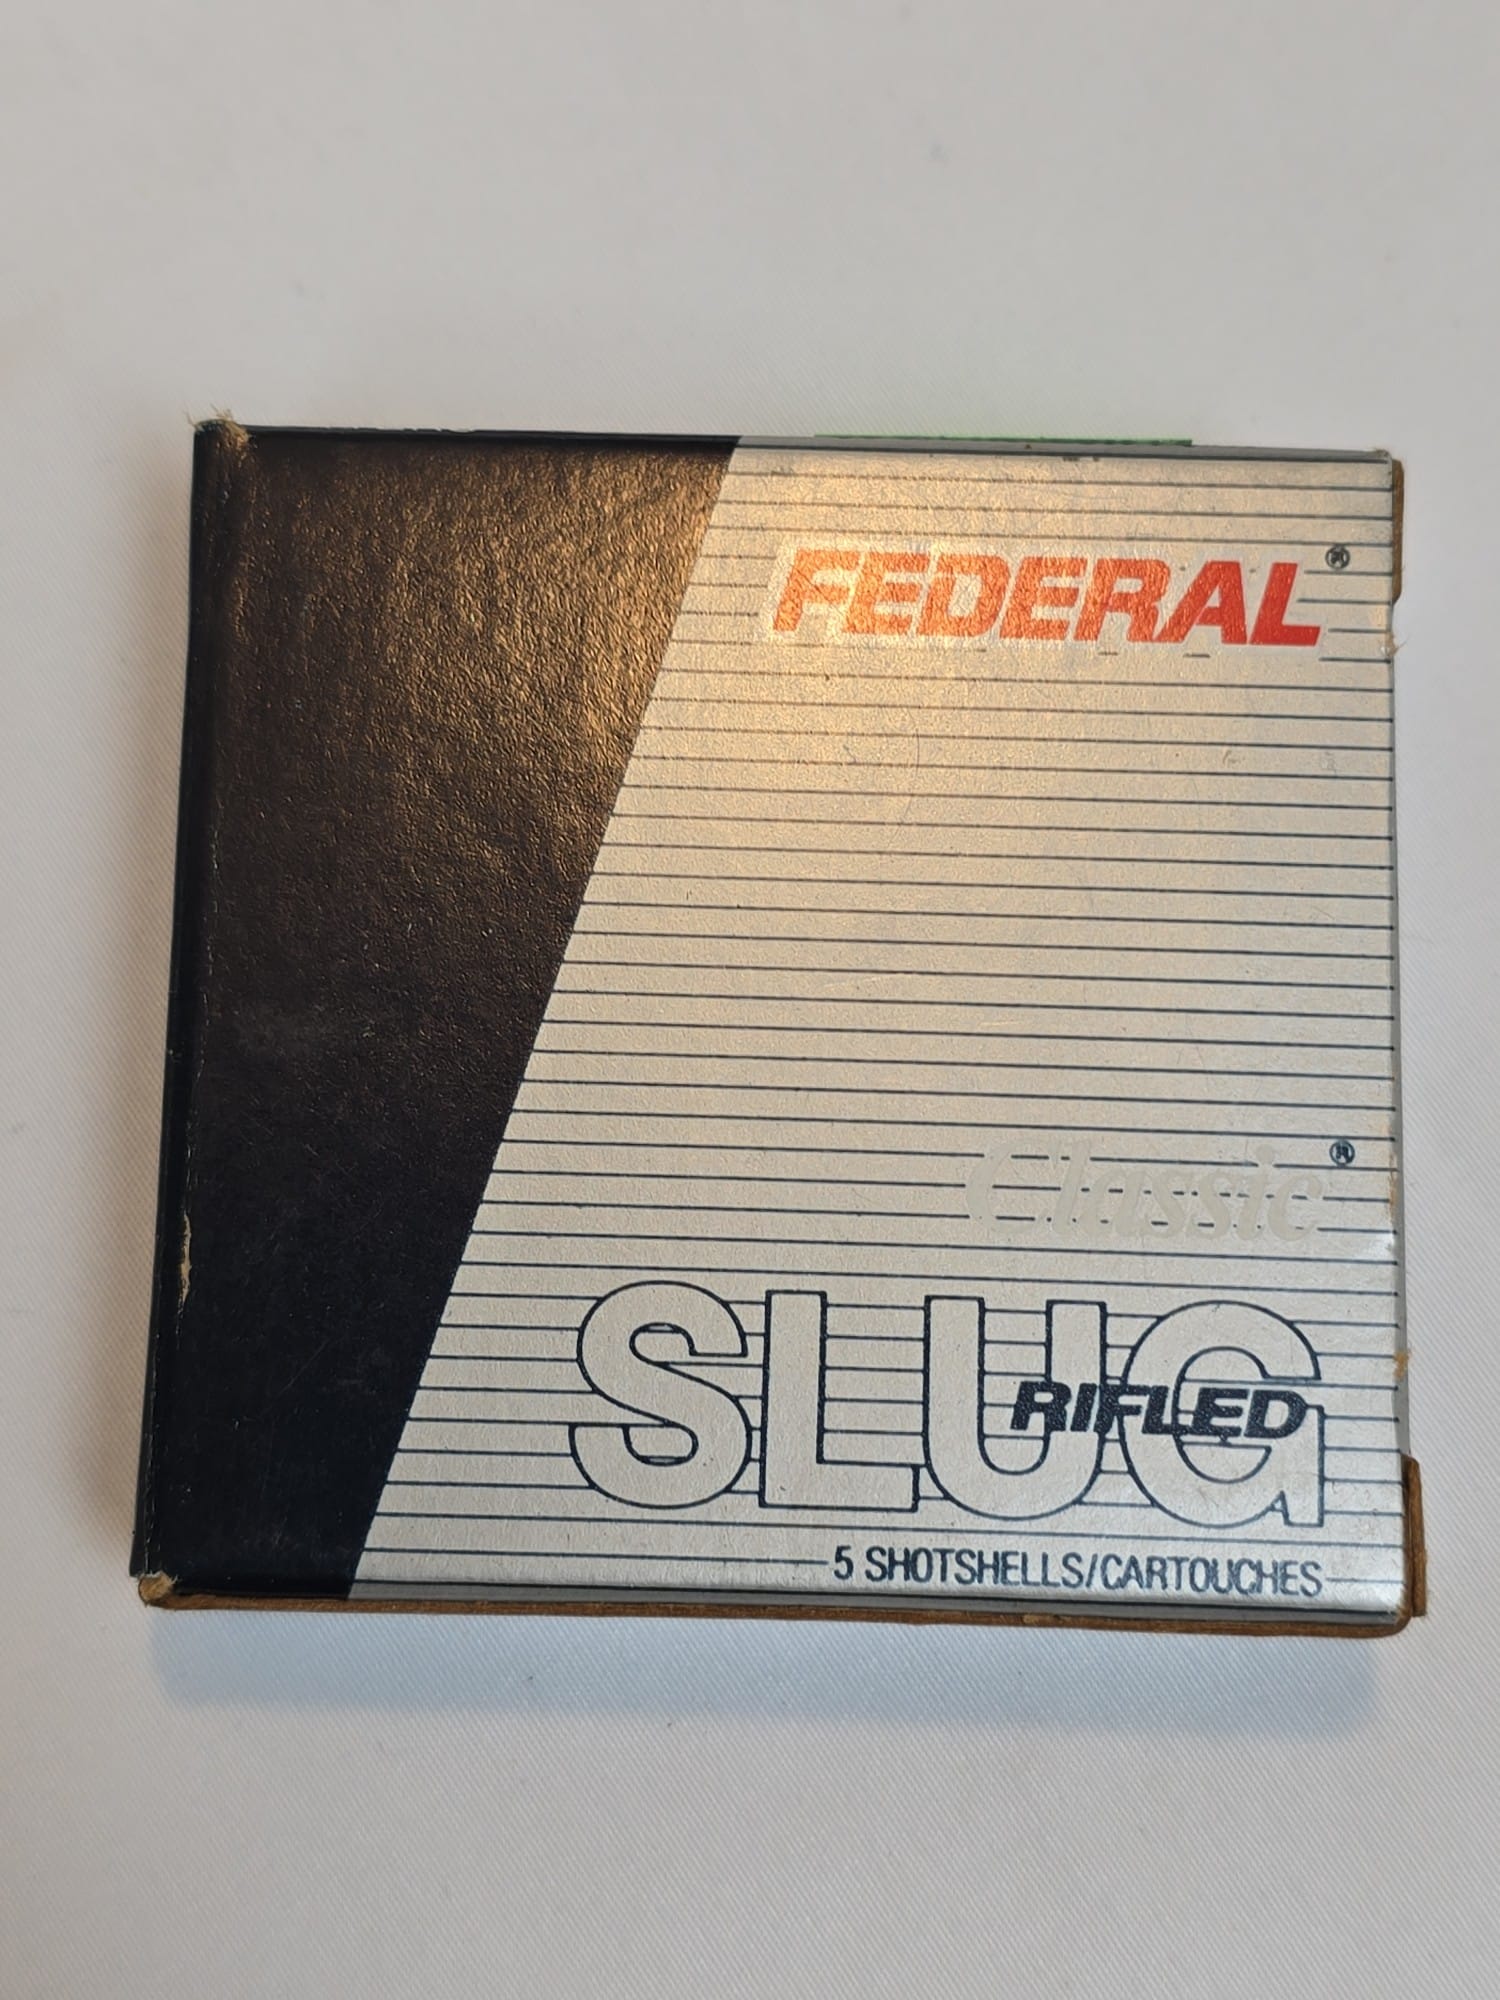 FEDERAL®
Classic®
SLUG
RIFLED
5 SHOTSHELLS/CARTOUCHES